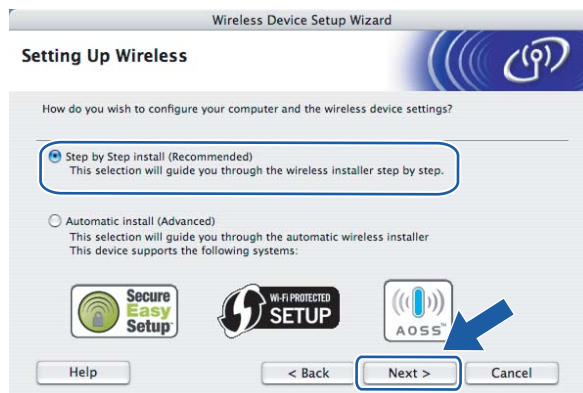 Wireless Device Setup Wizard
Setting Up Wireless
How do you wish to configure your computer and the wireless device settings?
Step by Step install (Recommended)
This selection will guide you through the wireless installer step by step.
Automatic install (Advanced)
This selection will guide you through the automatic wireless installer
This device supports the following systems:
Secure
Easy
Setup™
WI-FI PROTECTED
SETUP
AOSS™
Help
< Back
Next >
Cancel